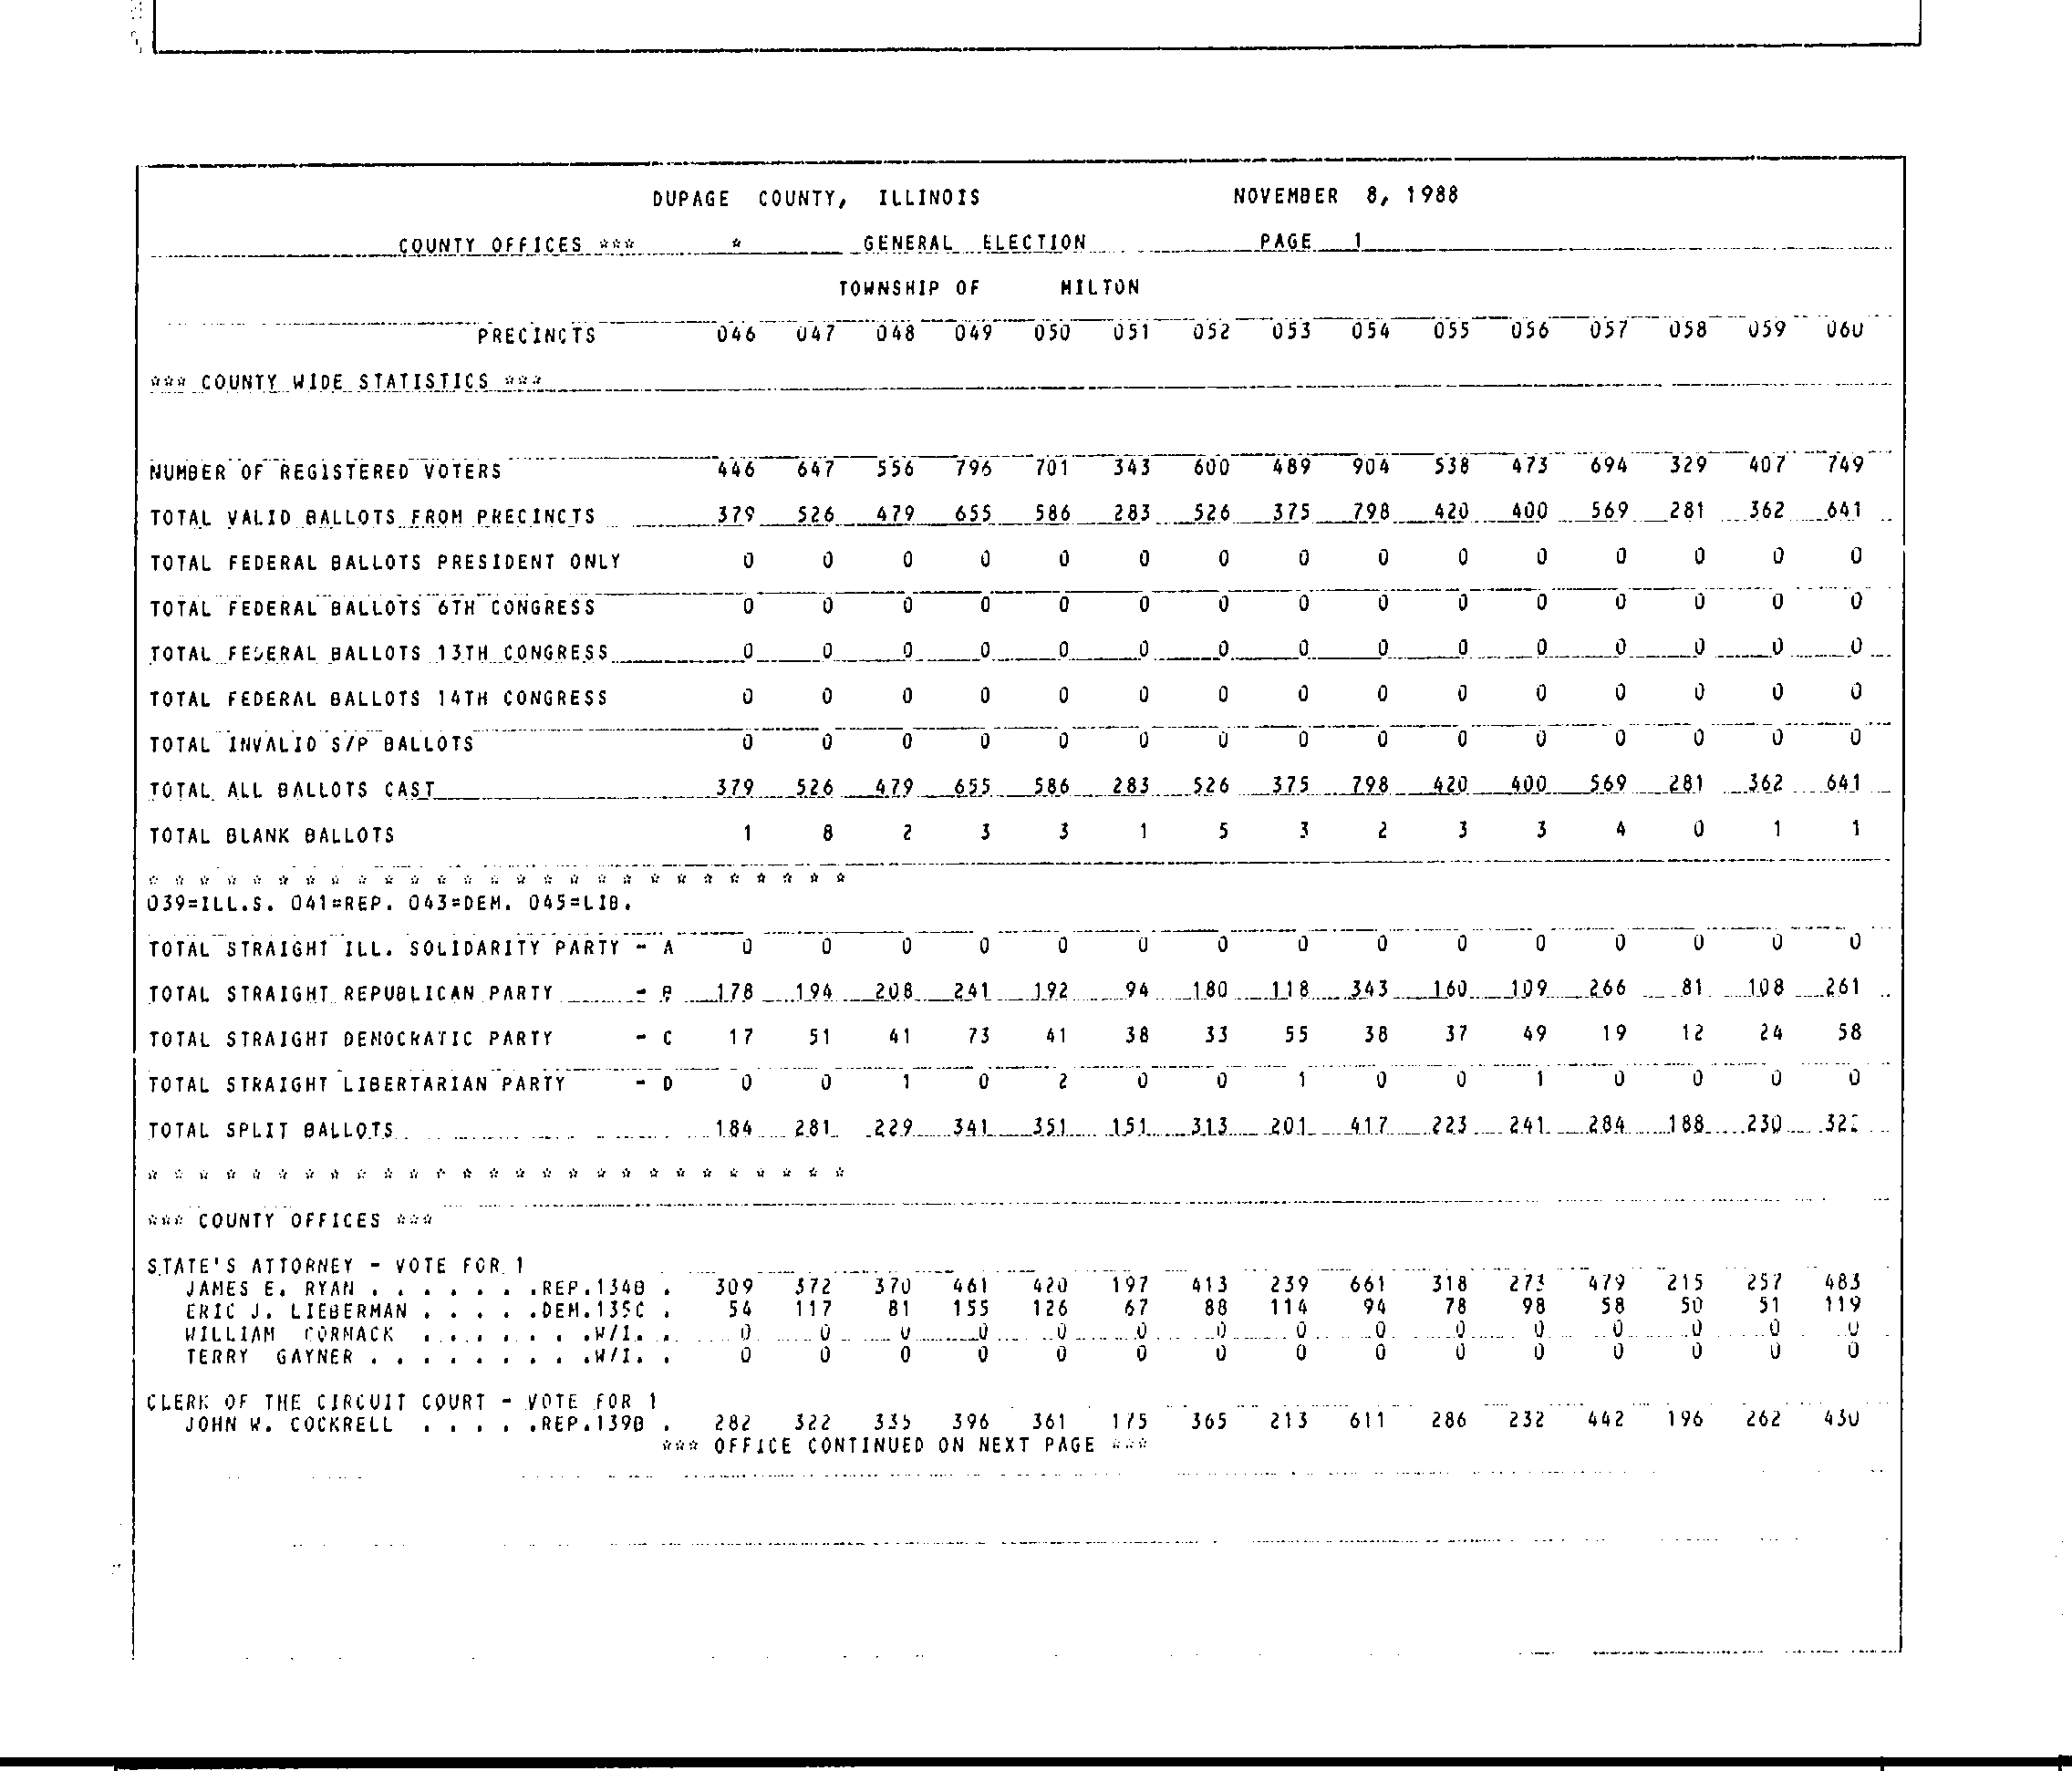 DUPAGE COUNTY, ILLINOIS NOVEMBER 8, 1988
COUNTY OFFICES *** * GENERAL ELECTION PAGE 1
TOWNSHIP OF MILTON
PRECINCTS 046 047 048 049 050 051 052 053 054 055 056 057 058 059 060
*** COUNTY WIDE STATISTICS ***
NUMBER OF REGISTERED VOTERS 446 647 556 796 701 343 600 489 904 538 473 694 329 407 749
TOTAL VALID BALLOTS FROM PRECINCTS 379 526 479 655 586 283 526 375 798 420 400 569 281 362 641
TOTAL FEDERAL BALLOTS PRESIDENT ONLY 0 0 0 0 0 0 0 0 0 0 0 0 0 0 0
TOTAL FEDERAL BALLOTS 6TH CONGRESS 0 0 0 0 0 0 0 0 0 0 0 0 0 0 0
TOTAL FEDERAL BALLOTS 13TH CONGRESS 0 0 0 0 0 0 0 0 0 0 0 0 0 0 0
TOTAL FEDERAL BALLOTS 14TH CONGRESS 0 0 0 0 0 0 0 0 0 0 0 0 0 0 0
TOTAL INVALID S/P BALLOTS 0 0 0 0 0 0 0 0 0 0 0 0 0 0 0
TOTAL ALL BALLOTS CAST 379 526 479 655 586 283 526 375 798 420 400 569 281 362 641
TOTAL BLANK BALLOTS 1 8 2 3 3 1 5 3 2 3 3 4 0 1 1
* * * * * * * * * * * * * * * * * * * * * * * * * * *
039=ILL.S. 041=REP. 043=DEM. 045=LIB.
TOTAL STRAIGHT ILL. SOLIDARITY PARTY - A 0 0 0 0 0 0 0 0 0 0 0 0 0 0 0
TOTAL STRAIGHT REPUBLICAN PARTY - B 178 194 208 241 192 94 180 118 343 160 109 266 81 108 261
TOTAL STRAIGHT DEMOCRATIC PARTY - C 17 51 41 73 41 38 33 55 38 37 49 19 12 24 58
TOTAL STRAIGHT LIBERTARIAN PARTY - D 0 0 1 0 2 0 0 1 0 0 1 0 0 0 0
TOTAL SPLIT BALLOTS 184 281 229 341 351 151 313 201 417 223 241 284 188 230
* * * * * * * * * * * * * * * * * * * * * * * * * * *
*** COUNTY OFFICES ***
STATE'S ATTORNEY - VOTE FOR 1
JAMES E. RYAN . . . . . . .REP.134B . 309 372 370 461 420 197 413 239 661 318 273 479 215 257 483
ERIC J. LIEBERMAN . . . . .DEM.135C . 54 117 81 155 126 67 88 114 94 78 98 58 50 51 119
WILLIAM CORMACK . . . . . . .W/I. . 0 0 0 0 0 0 0 0 0 0 0 0 0 0 0
TERRY GAYNER . . . . . . . . .W/I. . 0 0 0 0 0 0 0 0 0 0 0 0 0 0 0
CLERK OF THE CIRCUIT COURT - VOTE FOR 1
JOHN W. COCKRELL . . . . .REP.139B . 282 322 335 396 361 175 365 213 611 286 232 442 196 262 430
*** OFFICE CONTINUED ON NEXT PAGE ***